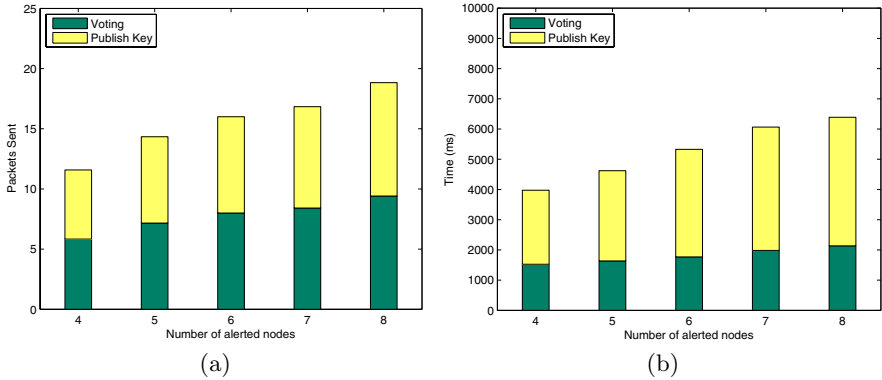 25
20
15
10
5
0
Packets Sent
Voting
Publish Key
4 5 6 7 8
Number of alerted nodes
(a)
10000
9000
8000
7000
6000
5000
4000
3000
2000
1000
0
Time (ms)
Voting
Publish Key
4 5 6 7 8
Number of alerted nodes
(b)